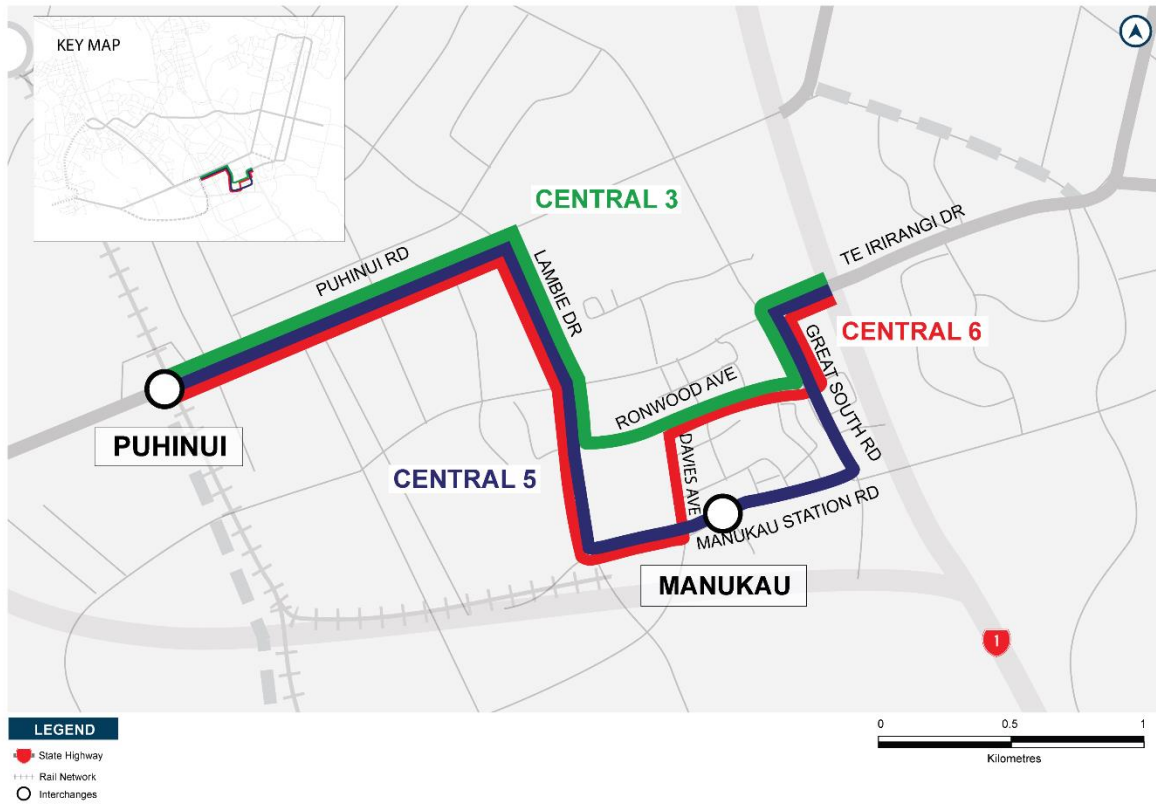 KEY MAP
CENTRAL 3
PUHINUI RD
LAMBIE DR
TE IRIRANGI DR
CENTRAL 6
GREAT SOUTH RD
RONWOOD AVE
PUHINUI
CENTRAL 5
DAVIES AVE
MANUKAU STATION RD
MANUKAU
1
LEGEND
State Highway
Rail Network
Interchanges
0 0.5 1
Kilometres